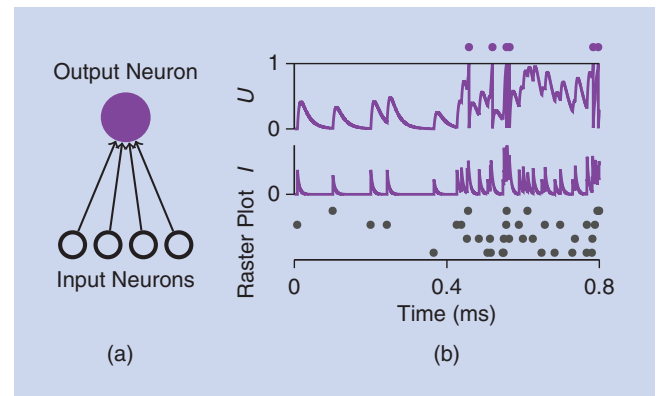 Output Neuron
Input Neurons
(a)
U
1
0
I
0
Raster Plot
0
0.4
0.8
Time (ms)
(b)